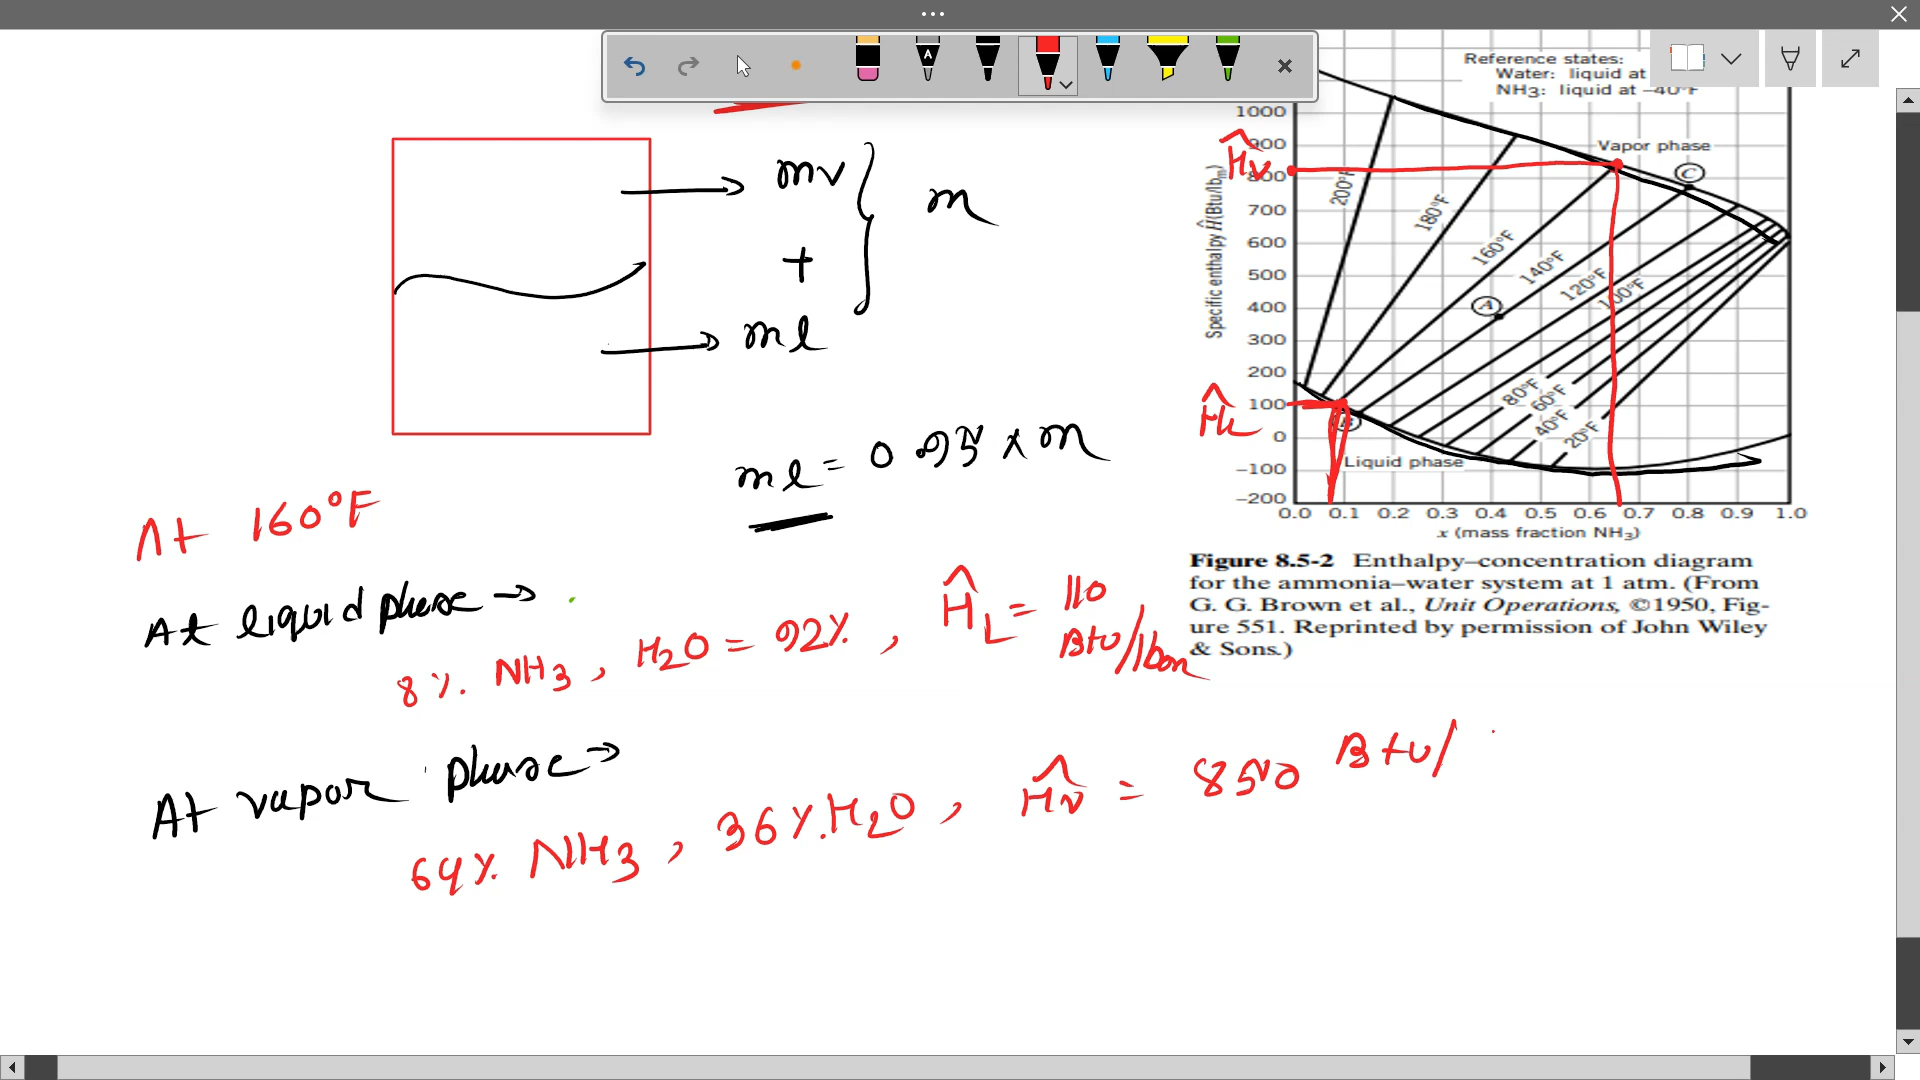 Reference states:
Water: liquid at
NH3: liquid at –40°F
1000
900
800
700
600
500
400
300
200
100
0
–100
–200
Specific enthalpy Ĥ(Btu/lbm)
Vapor phase
C
200°F
180°F
160°F
140°F
120°F
100°F
A
80°F
60°F
40°F
20°F
Liquid phase
0.0 0.1 0.2 0.3 0.4 0.5 0.6 0.7 0.8 0.9 1.0
x (mass fraction NH3)
Ĥv
ĤL
Figure 8.5-2 Enthalpy–concentration diagram
for the ammonia–water system at 1 atm. (From
G. G. Brown et al., Unit Operations, ©1950, Fig-
ure 551. Reprinted by permission of John Wiley
& Sons.)
mv
+
ml
m
ml = 0.95 x m
At 160°F
At liquid phase →
8%. NH3, H2O = 92%, ĤL = 110
Btu/lbm
At vapor phase →
64%. NH3, 36%.H2O, Ĥv = 850 Btu/